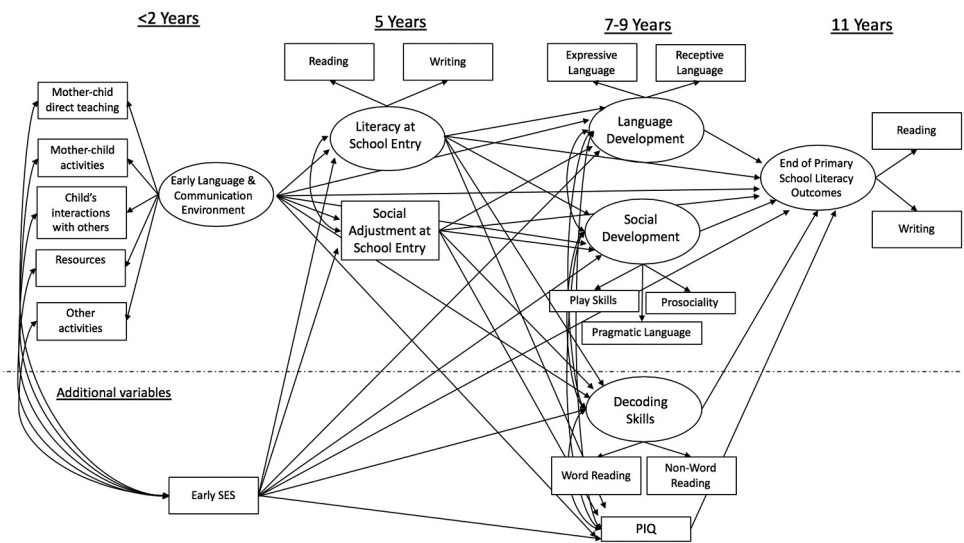 <2 Years
5 Years
7-9 Years
11 Years
Reading
Writing
Expressive
Language
Receptive
Language
Mother-chid
direct teaching
Mother-child
activities
Child's
interactions
with others
Resources
Other
activities
Early Language &
Communication
Environment
Literacy at
School Entry
Social
Adjustment at
School Entry
Language
Development
Social
Development
Play Skills
Prosociality
Pragmatic Language
End of Primary
School Literacy
Outcomes
Reading
Writing
Additional variables
Decoding
Skills
Word Reading
Non-Word
Reading
Early SES
PIQ